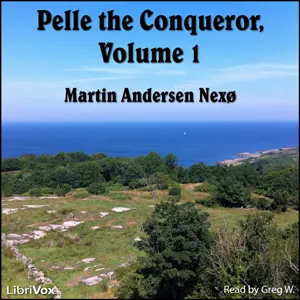 Pelle the Conqueror,
Volume 1
Martin Andersen Nexø
LibriVox
Read by Greg W.